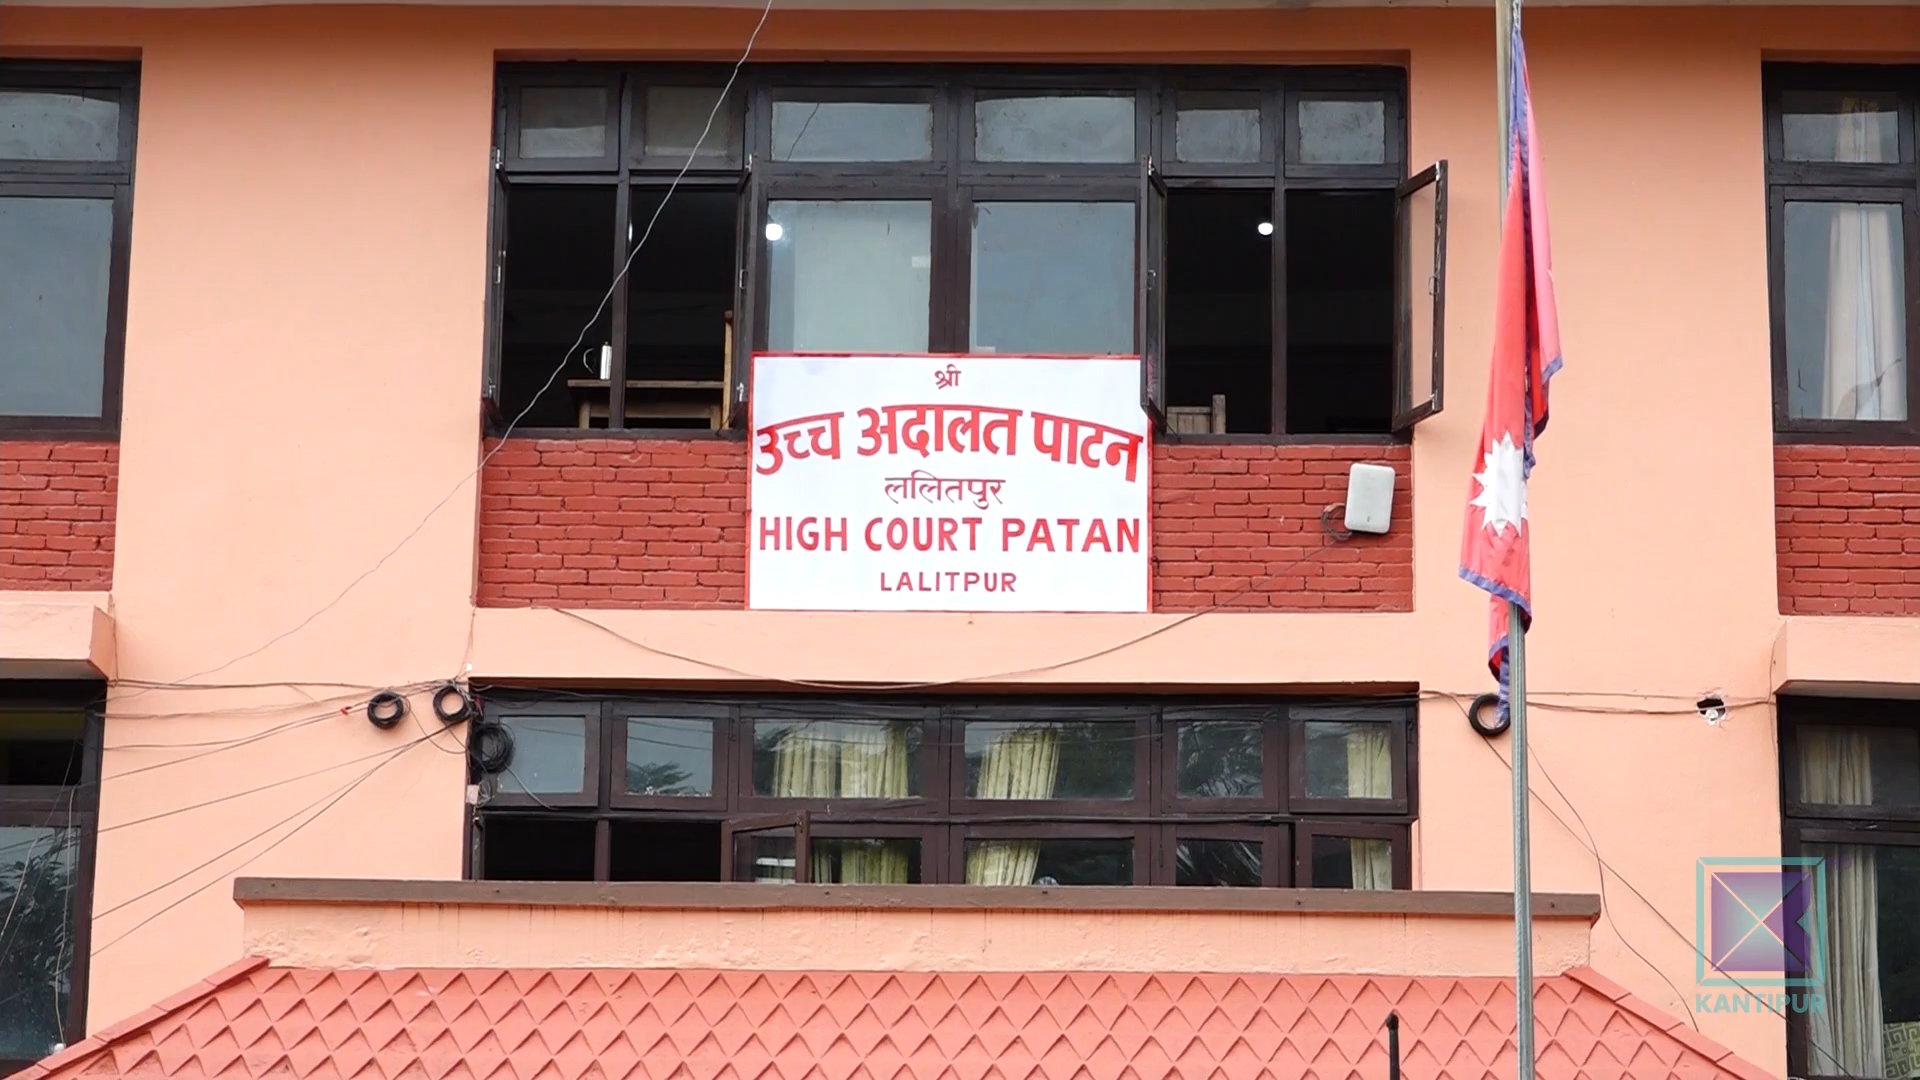 श्री
उच्च अदालत पाटन
ललितपुर
HIGH COURT PATAN
LALITPUR
KANTIPUR